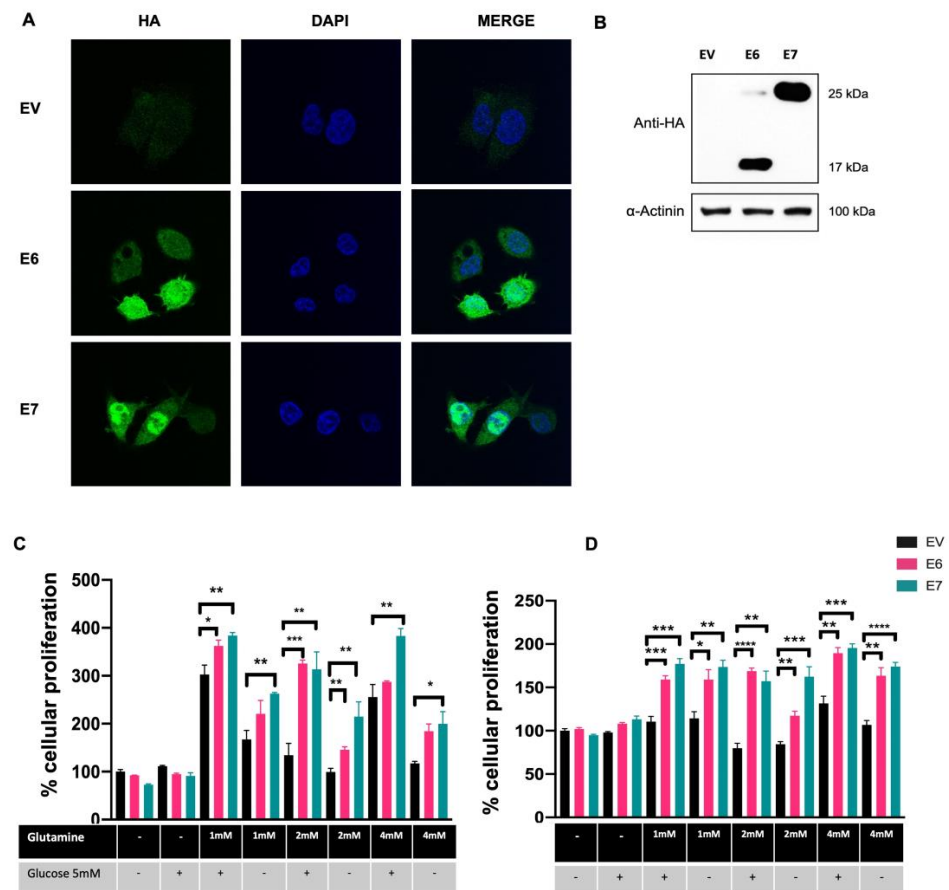 A
HA DAPI MERGE
EV
E6
E7
B
EV E6 E7
Anti-HA
25 kDa
17 kDa
α-Actinin
100 kDa
C
% cellular proliferation
500
400
300
200
100
0
** * ** ** *** ** ** ** *
Glutamine - - 1mM 1mM 2mM 2mM 4mM 4mM
Glucose 5mM - + + - + - + -
D
EV
E6
E7
% cellular proliferation
250
200
150
100
50
0
*** *** ** * ** **** *** ** *** ** **** **
- - 1mM 1mM 2mM 2mM 4mM 4mM
- + + - + - + -